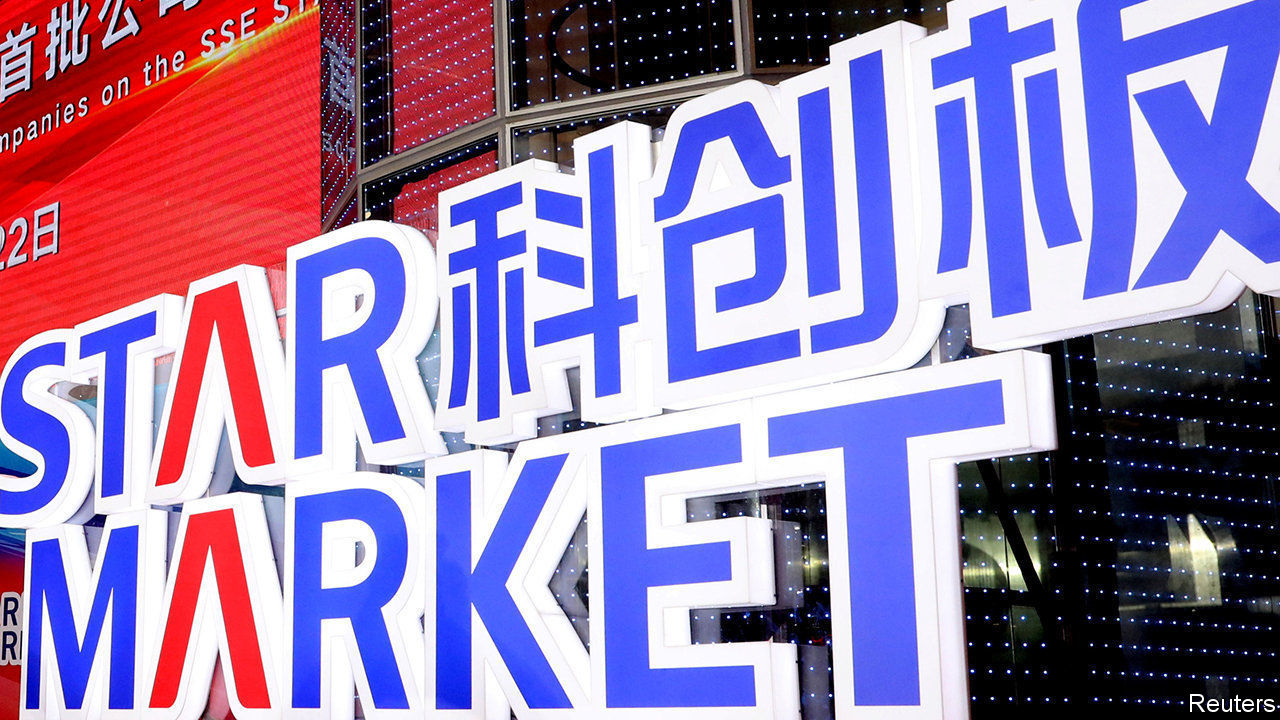 首批公司
mpanies on the SSE ST
22日
STAR科创板
MARKET
Reuters